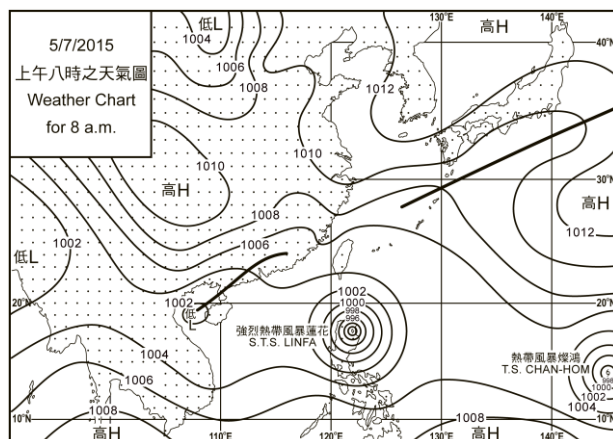 5/7/2015
上午八時之天氣圖
Weather Chart
for 8 a.m.
低L
1004
1006
1008
130°E
高H
140°E
40°N
1012
1010
1010
高H
30°N
高H
1012
1008
1006
1002
低L
20°N
1002
低
L
1002
1000
998
996
強烈熱帶風暴蓮花
S.T.S. LINFA
熱帶風暴燦鴻
T.S. CHAN-HOM
998
1000
1002
1004
1004
1006
1008
10°N
高H
110°E
120°E
1008
高H
10°N